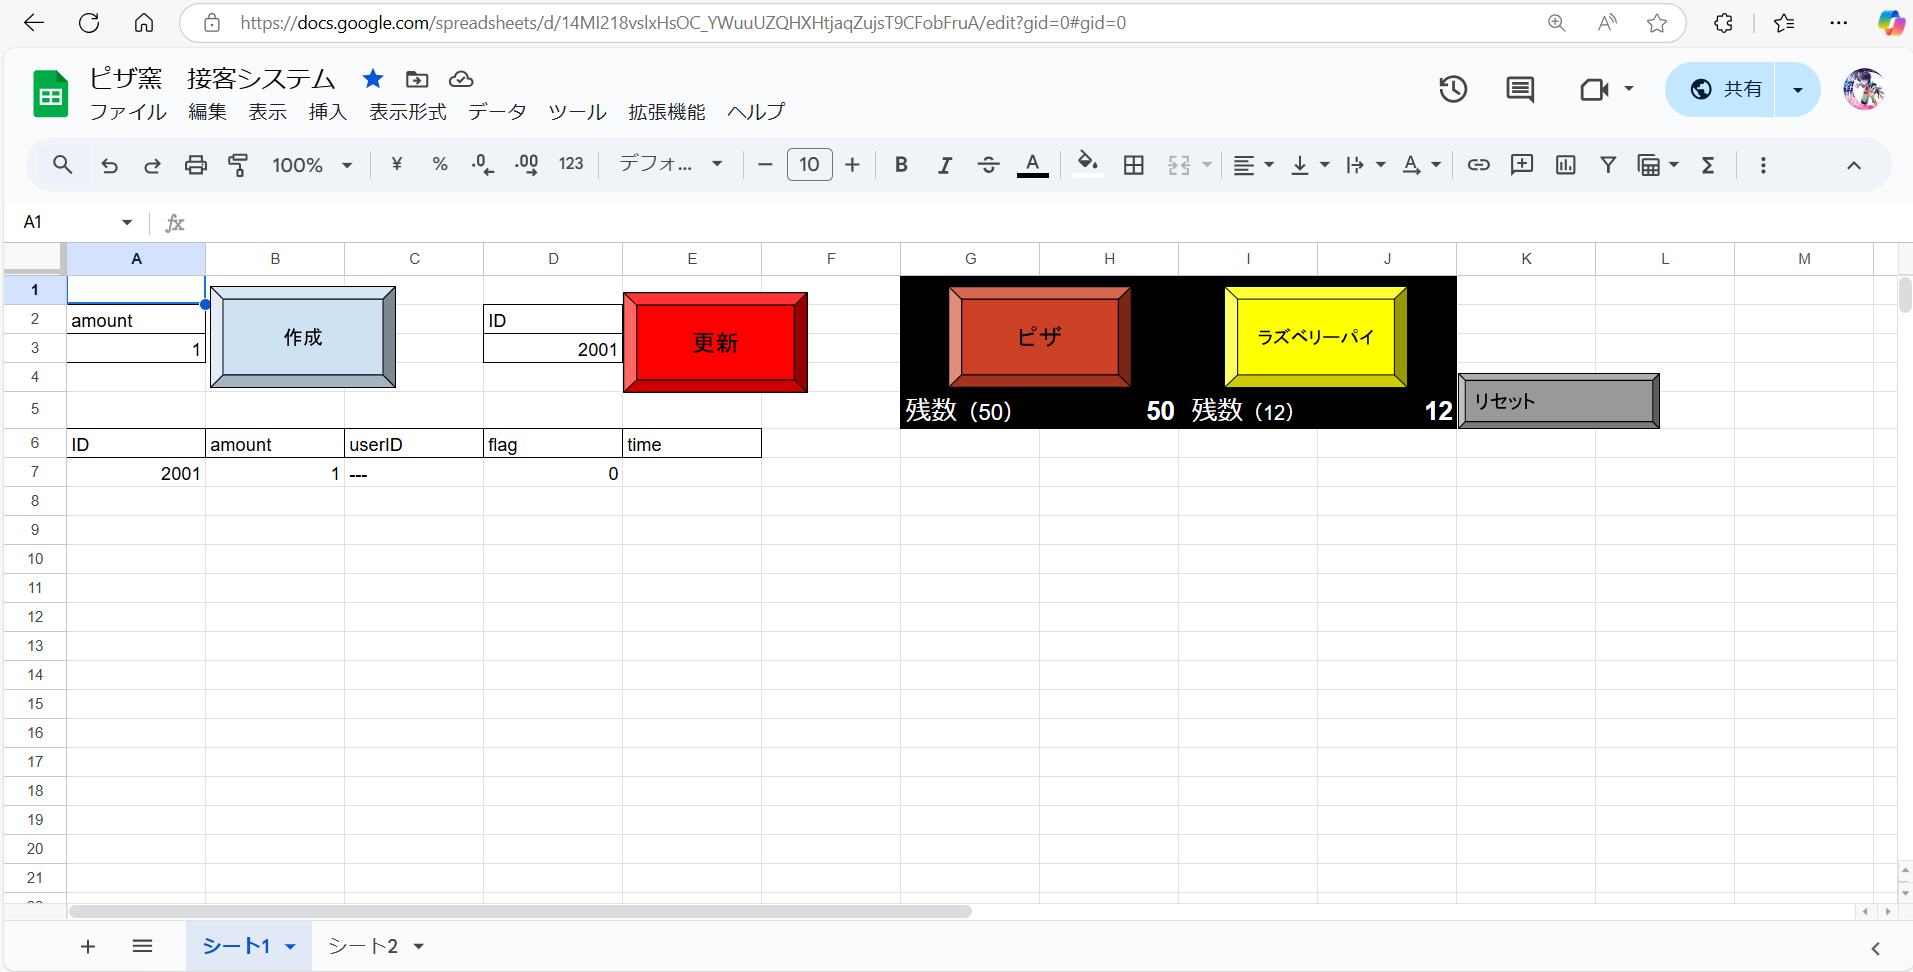 https://docs.google.com/spreadsheets/d/14MI218vslxHsOC_YWuuUZQHXHtjaqZujsT9CFobFruA/edit?gid=0#gid=0
ピザ窯　接客システム
ファイル 編集 表示 挿入 表示形式 データ ツール 拡張機能 ヘルプ
共有
100% ¥ % .0 .00 123 デフォ... 10 B I A
A1 fx
A B C D E F G H I J K L M
1
作成
更新
ピザ
ラズベリーパイ
2 amount ID
3 1 2001
4
リセット
5 残数（50） 50 残数（12） 12
6 ID amount userID flag time
7 2001 1 --- 0
8
9
10
11
12
13
14
15
16
17
18
19
20
21
シート1 シート2